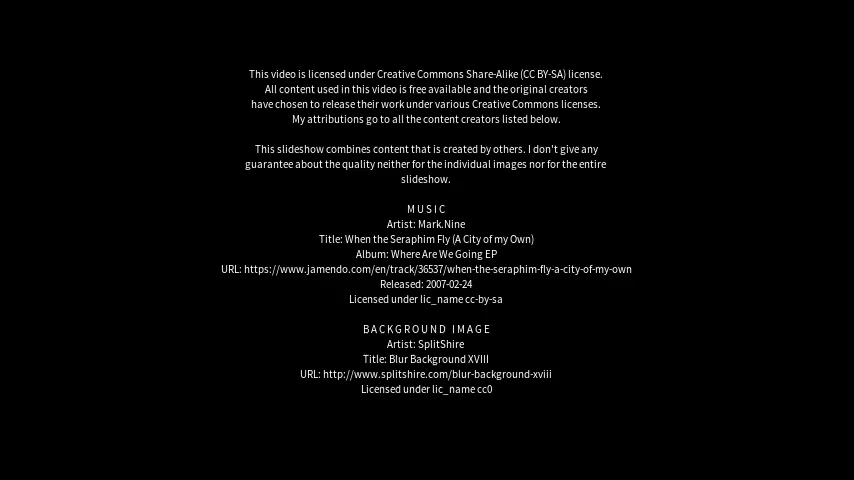 This video is licensed under Creative Commons Share-Alike (CC BY-SA) license.
All content used in this video is free available and the original creators
have chosen to release their work under various Creative Commons licenses.
My attributions go to all the content creators listed below.
This slideshow combines content that is created by others. I don't give any
guarantee about the quality neither for the individual images nor for the entire
slideshow.
MUSIC
Artist: Mark.Nine
Title: When the Seraphim Fly (A City of my Own)
Album: Where Are We Going EP
URL: https://www.jamendo.com/en/track/36537/when-the-seraphim-fly-a-city-of-my-own
Released: 2007-02-24
Licensed under lic_name cc-by-sa
BACKGROUND IMAGE
Artist: SplitShire
Title: Blur Background XVIII
URL: http://www.splitshire.com/blur-background-xviii
Licensed under lic_name cc0